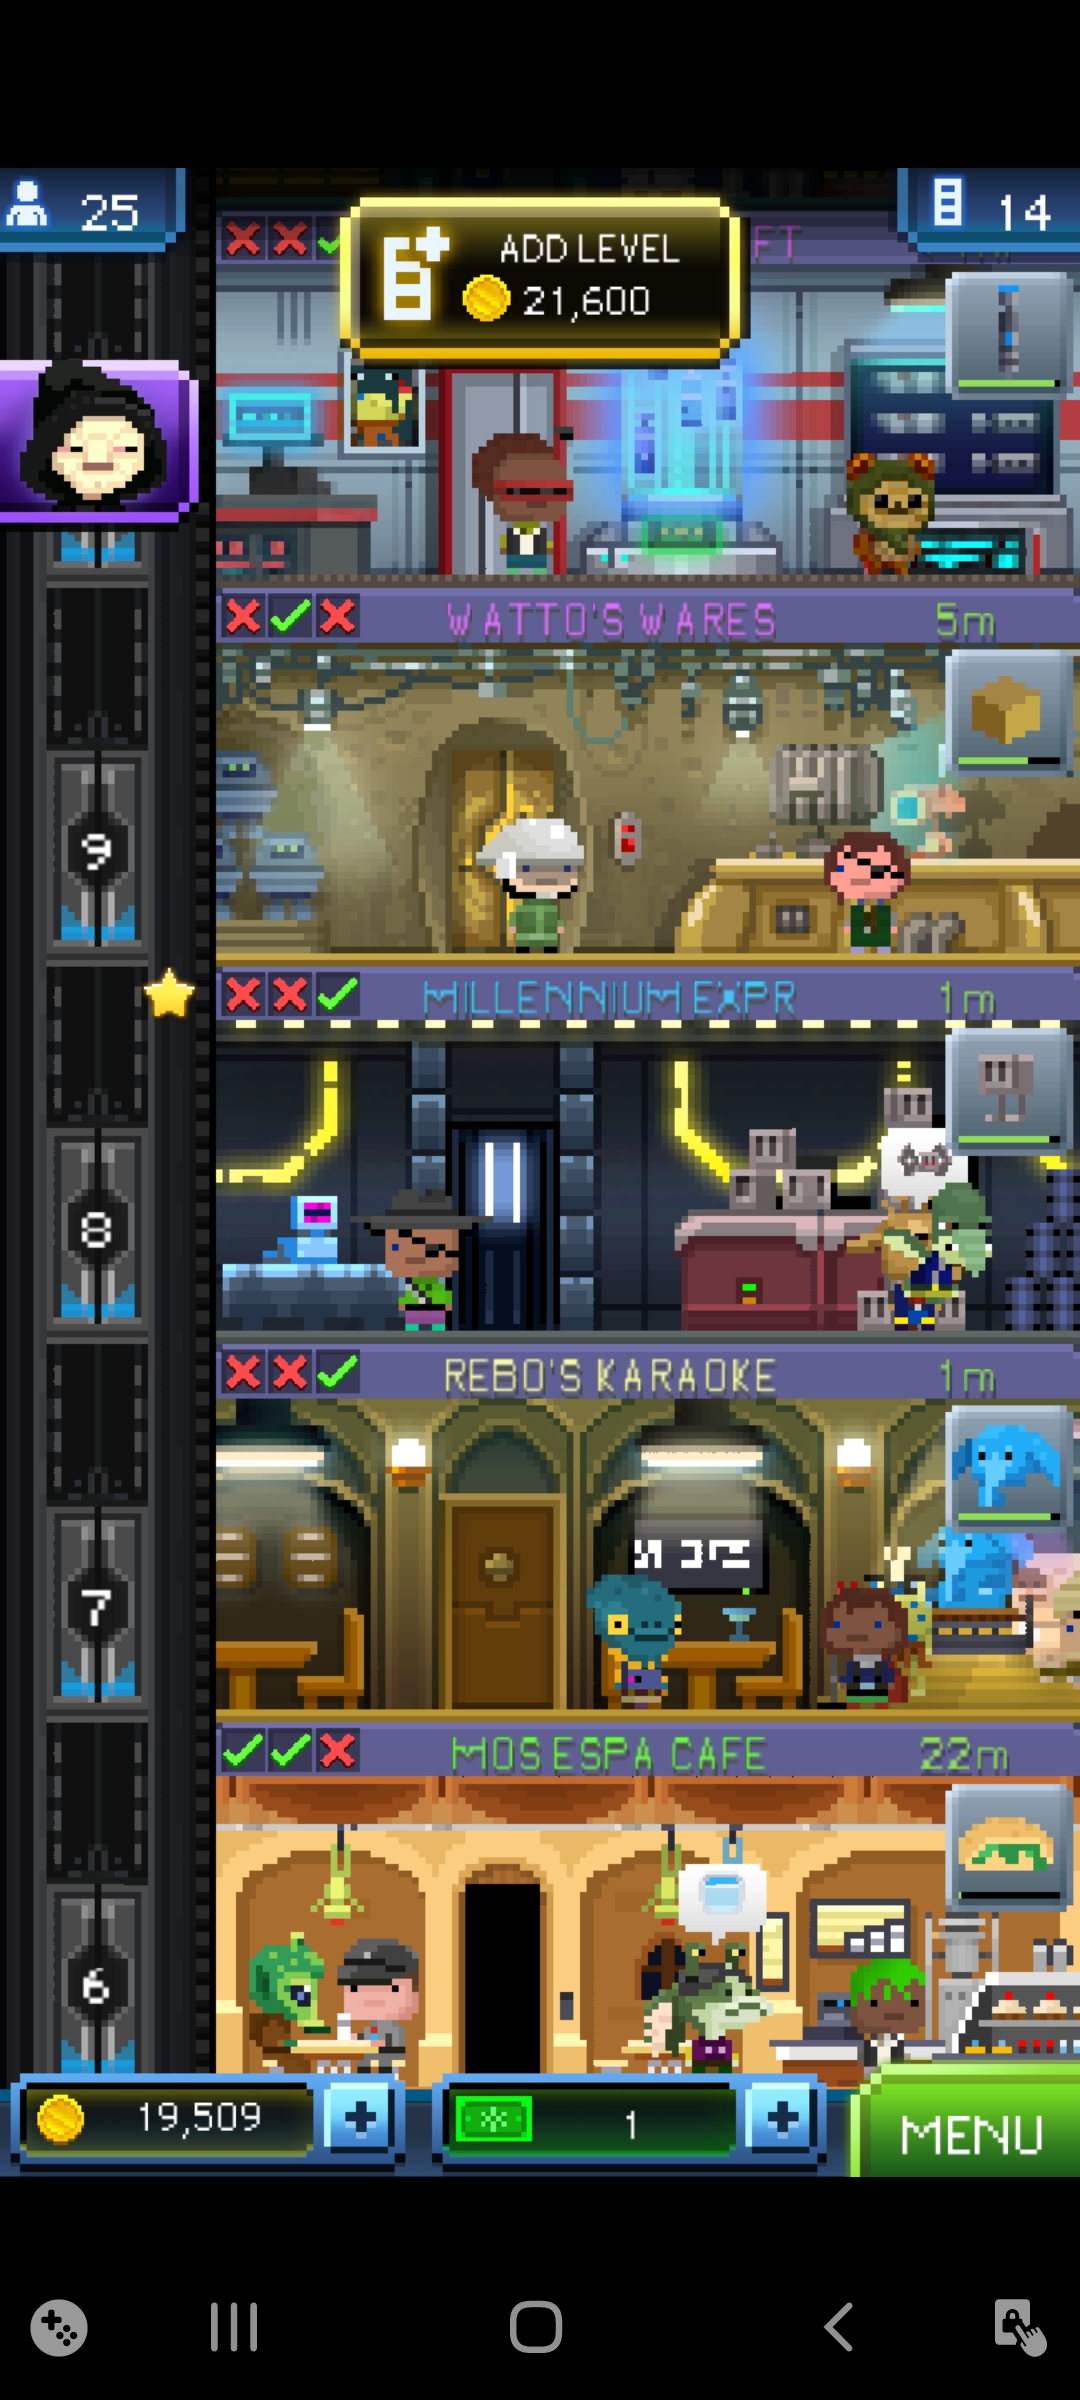 25
14
ADD LEVEL
21,600
FT
WATTO'S WARES
5m
9
MILLENNIUM EXPR
1m
8
REBO'S KARAOKE
1m
7
MOS ESPA CAFE
22m
6
19,509
1
MENU